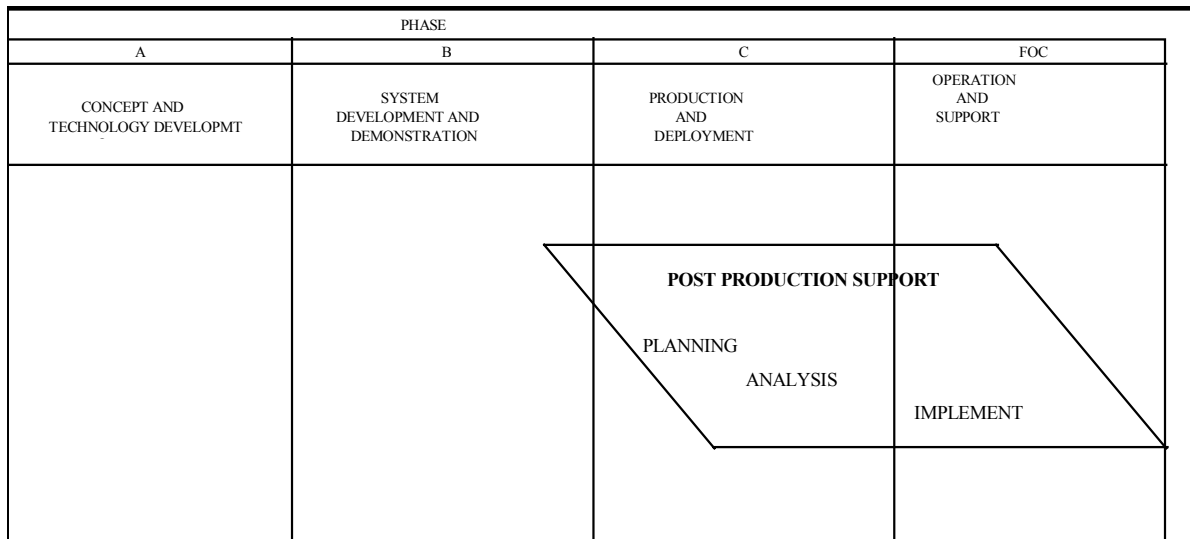 PHASE
A
B
C
FOC
CONCEPT AND
TECHNOLOGY DEVELOPMT
SYSTEM
DEVELOPMENT AND
DEMONSTRATION
PRODUCTION
AND
DEPLOYMENT
OPERATION
AND
SUPPORT
POST PRODUCTION SUPPORT
PLANNING
ANALYSIS
IMPLEMENT